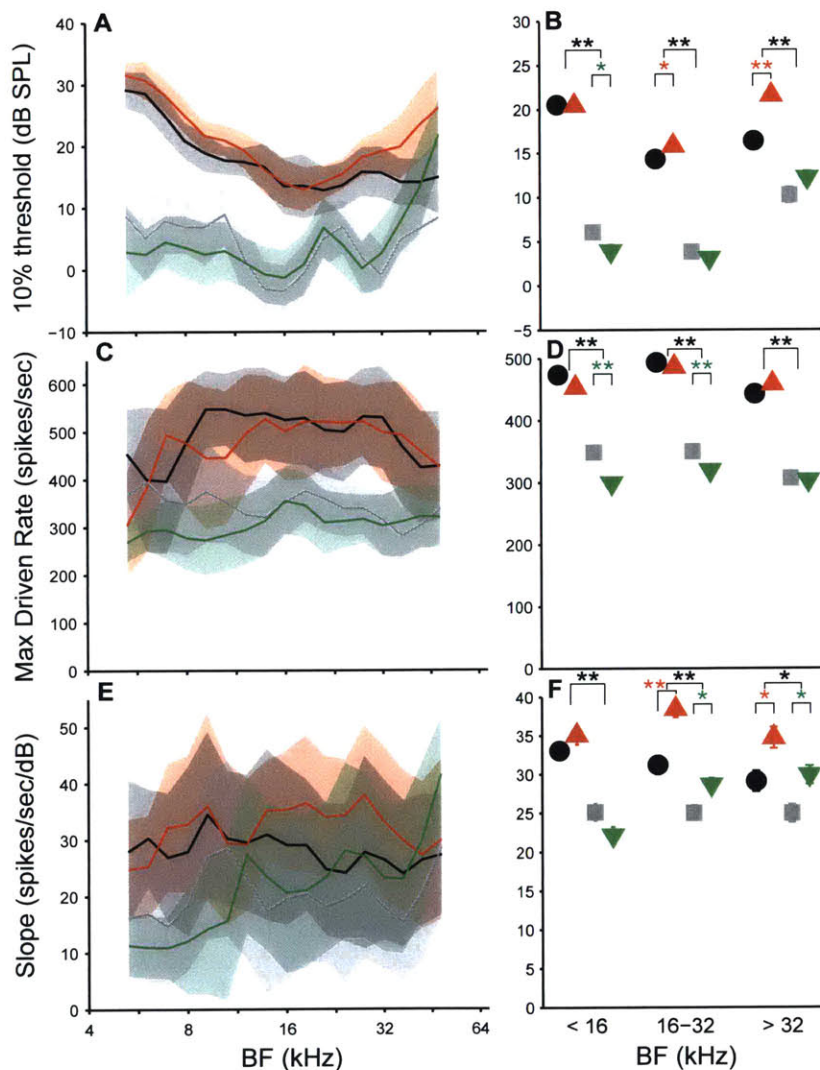 A
40
30
20
10
0
−10
10% threshold (dB SPL)
B
30
25
20
15
10
5
0
−5
** ** **
* * **
C
600
500
400
300
200
100
0
Max Driven Rate (spikes/sec)
D
500
400
300
200
100
0
** ** **
** **
E
50
40
30
20
10
0
Slope (spikes/sec/dB)
4 8 16 32 64
BF (kHz)
F
40
35
30
25
20
15
10
5
0
** ** *
** * * *
< 16 16−32 > 32
BF (kHz)